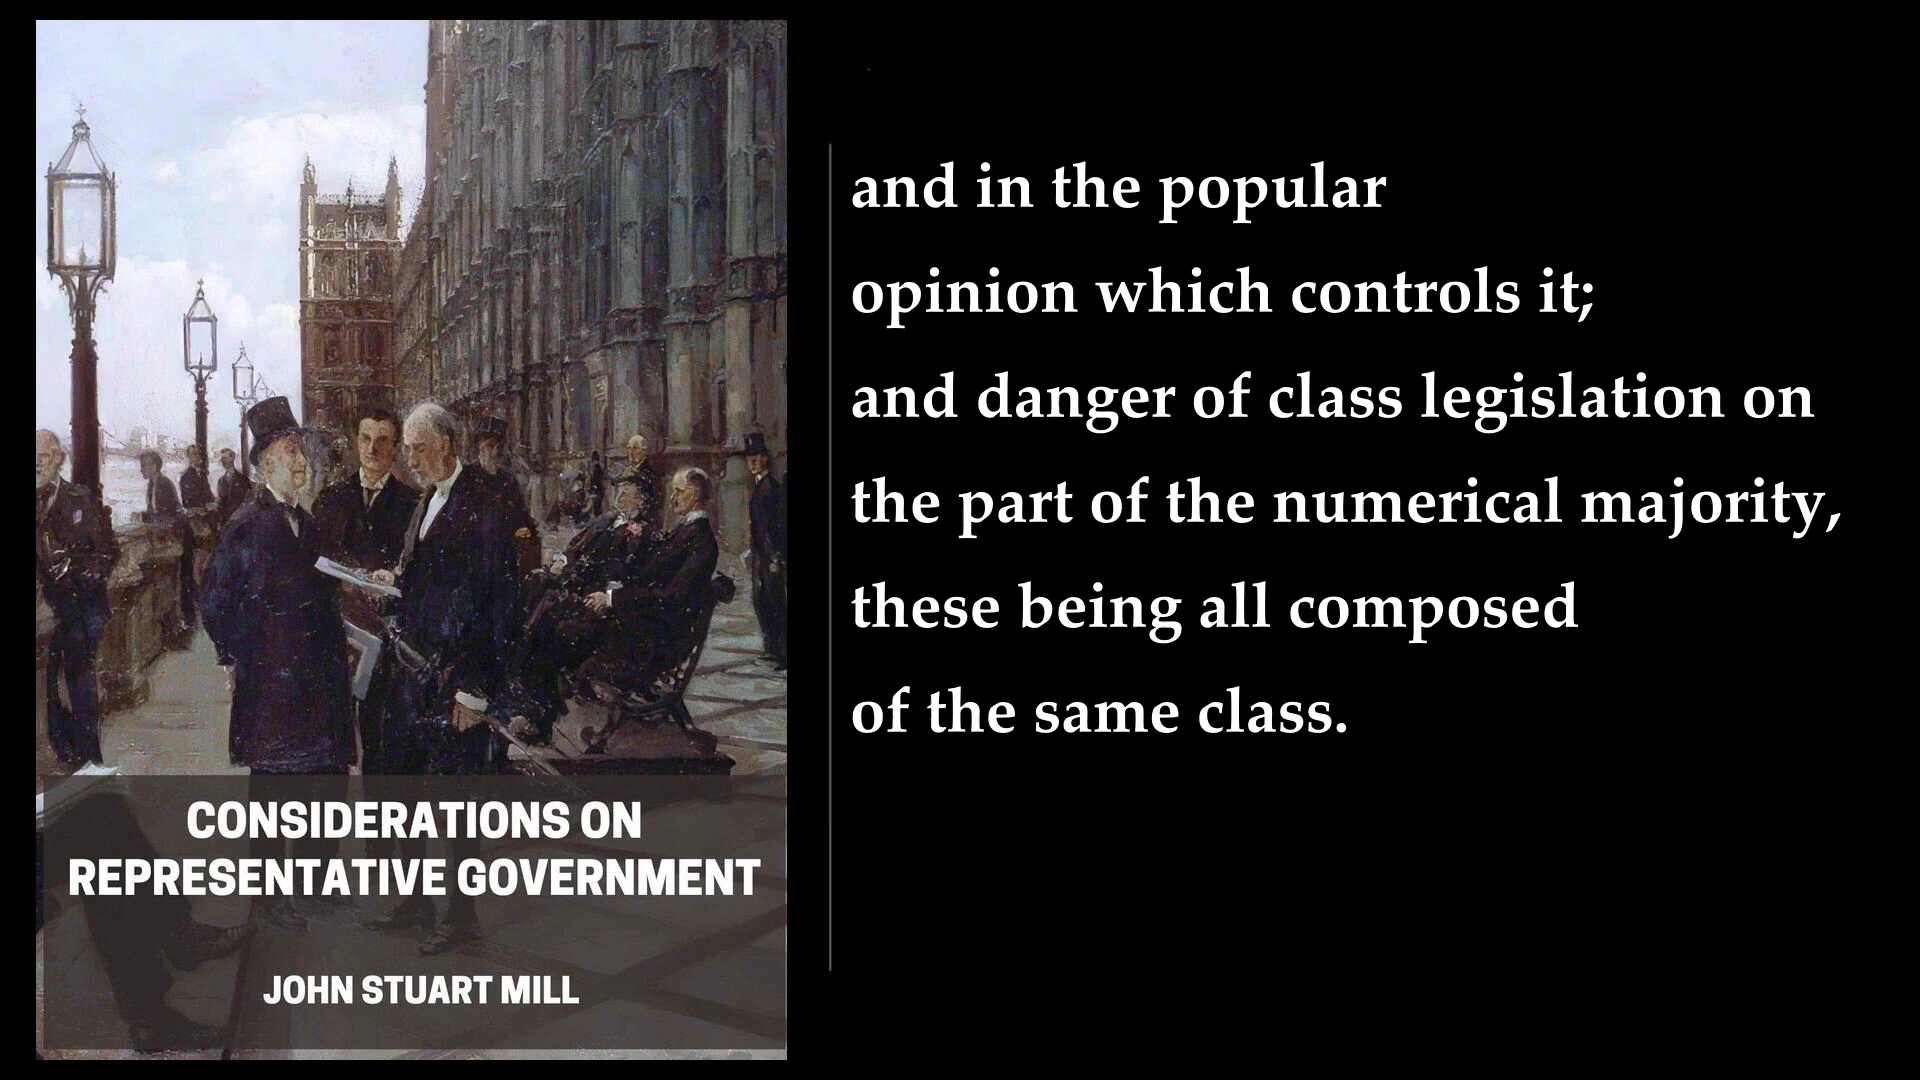 CONSIDERATIONS ON
REPRESENTATIVE GOVERNMENT
JOHN STUART MILL
and in the popular
opinion which controls it;
and danger of class legislation on
the part of the numerical majority,
these being all composed
of the same class.